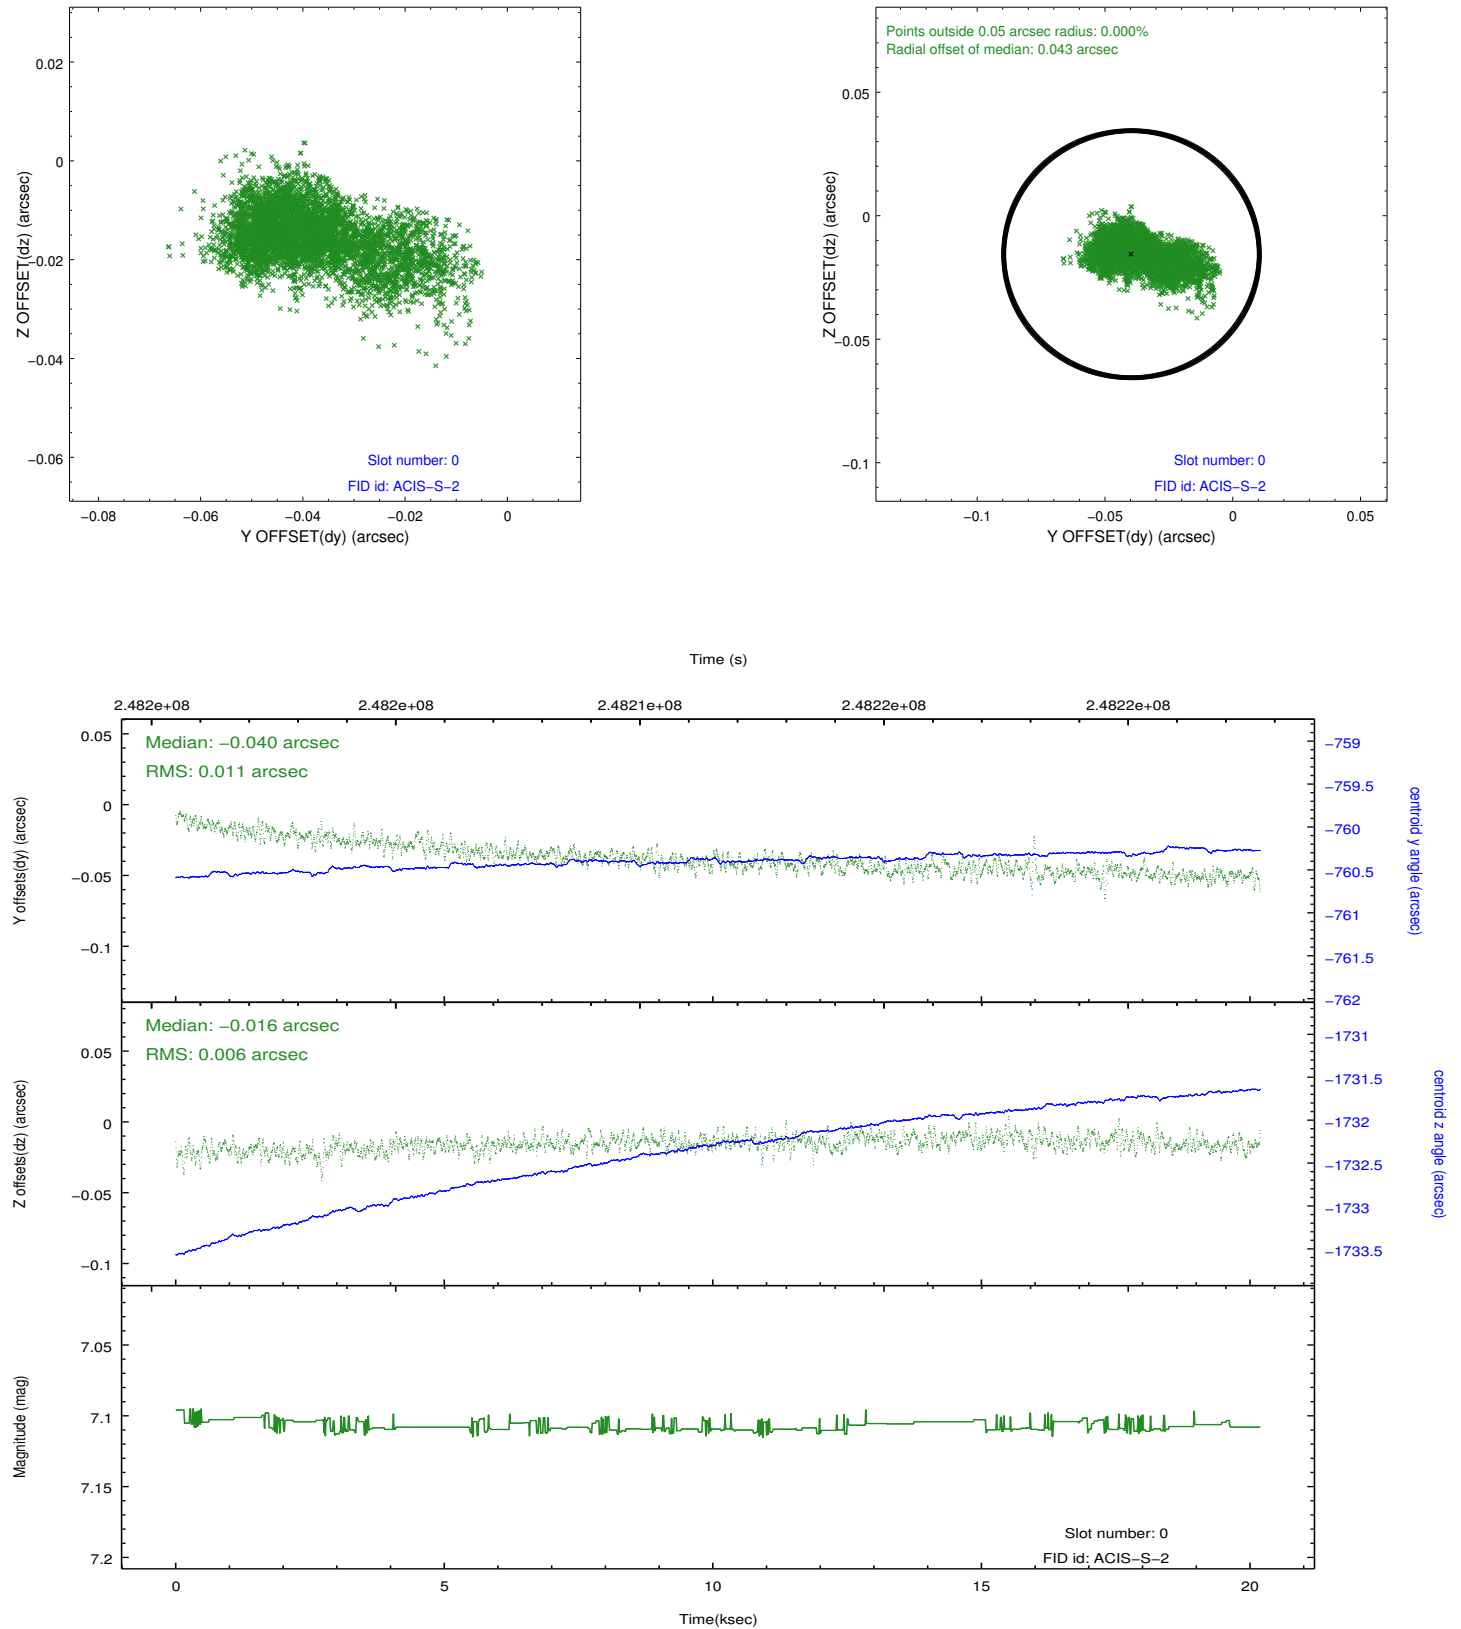 0.02
0
−0.02
−0.04
−0.06
Z OFFSET(dz) (arcsec)
Slot number: 0
FID id: ACIS−S−2
−0.08
−0.06
−0.04
−0.02
0
Y OFFSET(dy) (arcsec)
Points outside 0.05 arcsec radius: 0.000%
Radial offset of median: 0.043 arcsec
0.05
0
−0.05
−0.1
Z OFFSET(dz) (arcsec)
Slot number: 0
FID id: ACIS−S−2
−0.1
−0.05
0
0.05
Y OFFSET(dy) (arcsec)
Time (s)
2.482e+08
2.482e+08
2.4821e+08
2.4822e+08
2.4822e+08
Median: −0.040 arcsec
RMS: 0.011 arcsec
0.05
0
−0.05
−0.1
Y offsets(dy) (arcsec)
−759
−759.5
−760
−760.5
−761
−761.5
−762
centroid y angle (arcsec)
Median: −0.016 arcsec
RMS: 0.006 arcsec
0.05
0
−0.05
−0.1
Z offsets(dz) (arcsec)
−1731
−1731.5
−1732
−1732.5
−1733
−1733.5
centroid z angle (arcsec)
7.05
7.1
7.15
7.2
Magnitude (mag)
Slot number: 0
FID id: ACIS−S−2
0
5
10
15
20
Time(ksec)